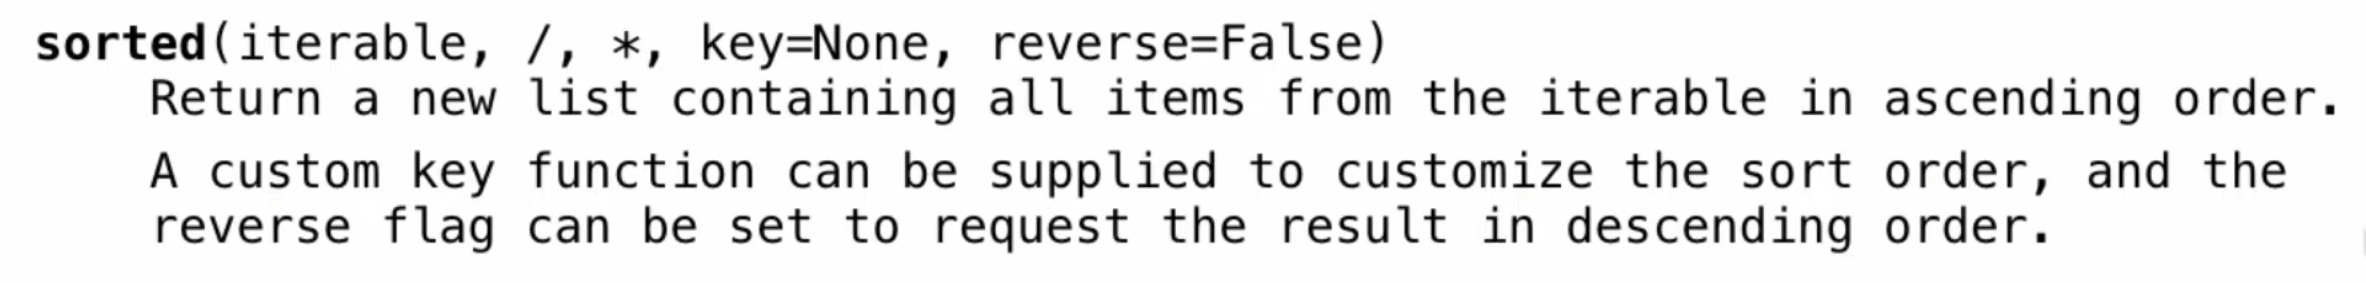 sorted(iterable, /, *, key=None, reverse=False)
Return a new list containing all items from the iterable in ascending order.
A custom key function can be supplied to customize the sort order, and the
reverse flag can be set to request the result in descending order.